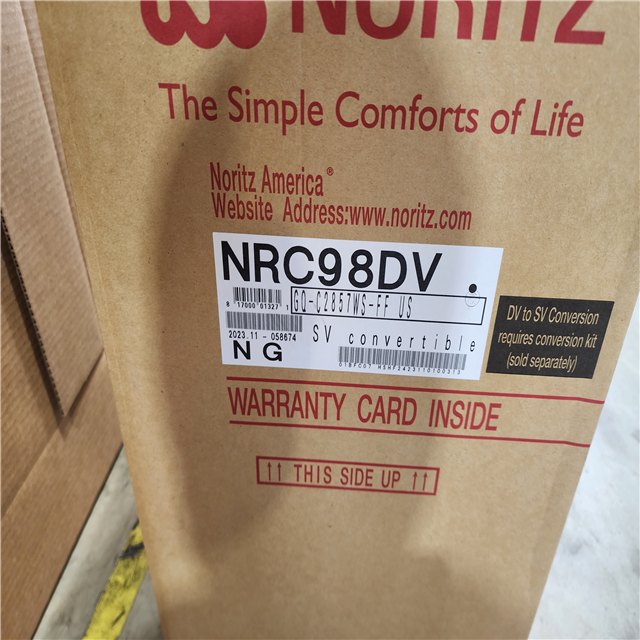 NORITZ
The Simple Comforts of Life
Noritz America®
Website Address:www.noritz.com
NRC98DV
GQ-C2857WS-FF US
2023.11 - 058674
SV convertible
NG
DV to SV Conversion
requires conversion kit
(sold separately)
WARRANTY CARD INSIDE
↑↑ THIS SIDE UP ↑↑